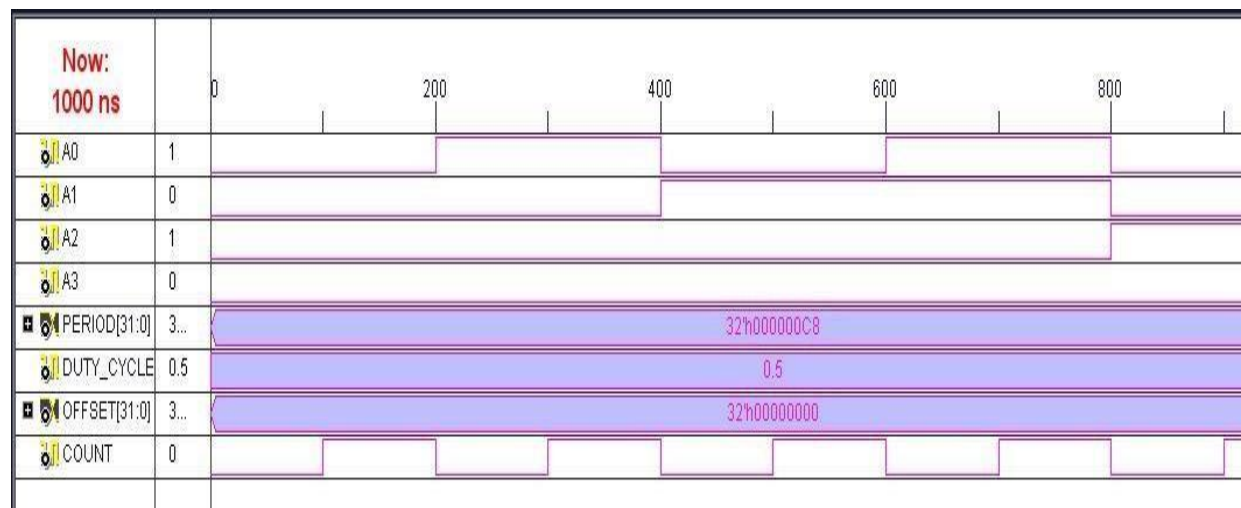 Now:
1000 ns
0 200 400 600 800
A0 1
A1 0
A2 1
A3 0
PERIOD[31:0] 3... 32'h000000C8
DUTY_CYCLE 0.5 0.5
OFFSET[31:0] 3... 32'h00000000
COUNT 0